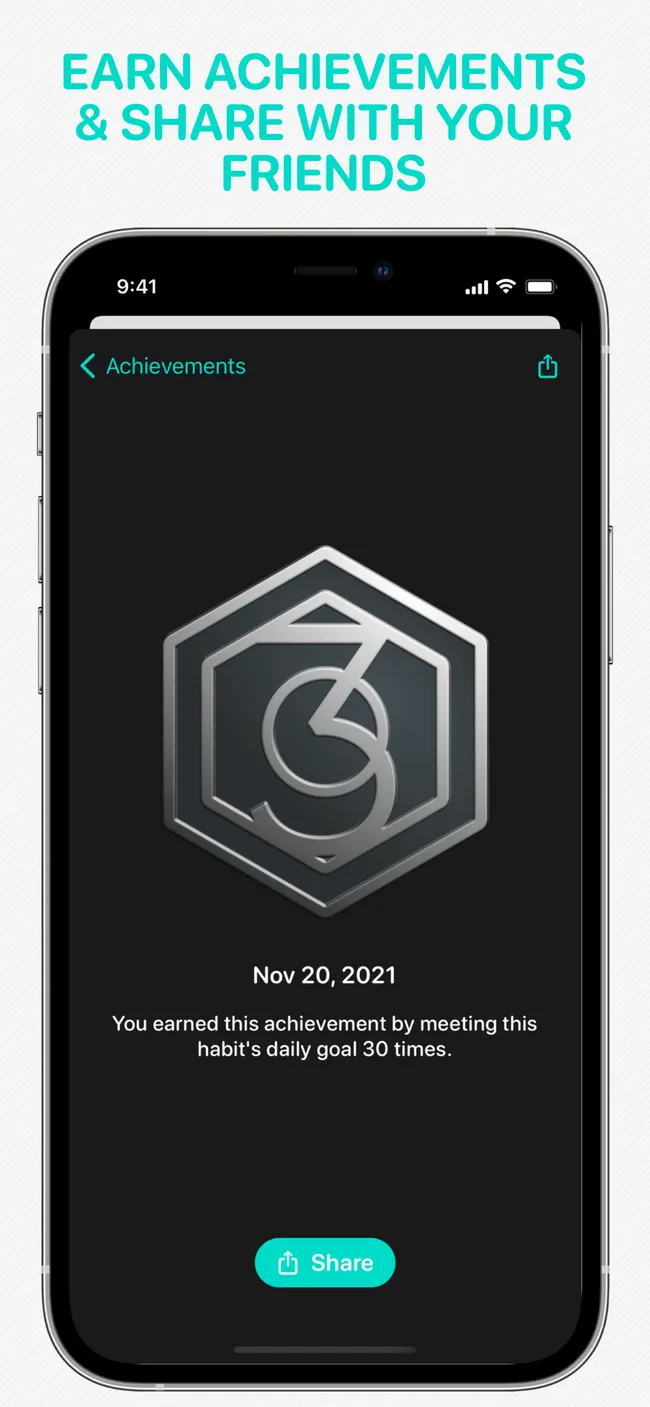 EARN ACHIEVEMENTS
& SHARE WITH YOUR
FRIENDS
9:41
Achievements
30
Nov 20, 2021
You earned this achievement by meeting this
habit's daily goal 30 times.
Share